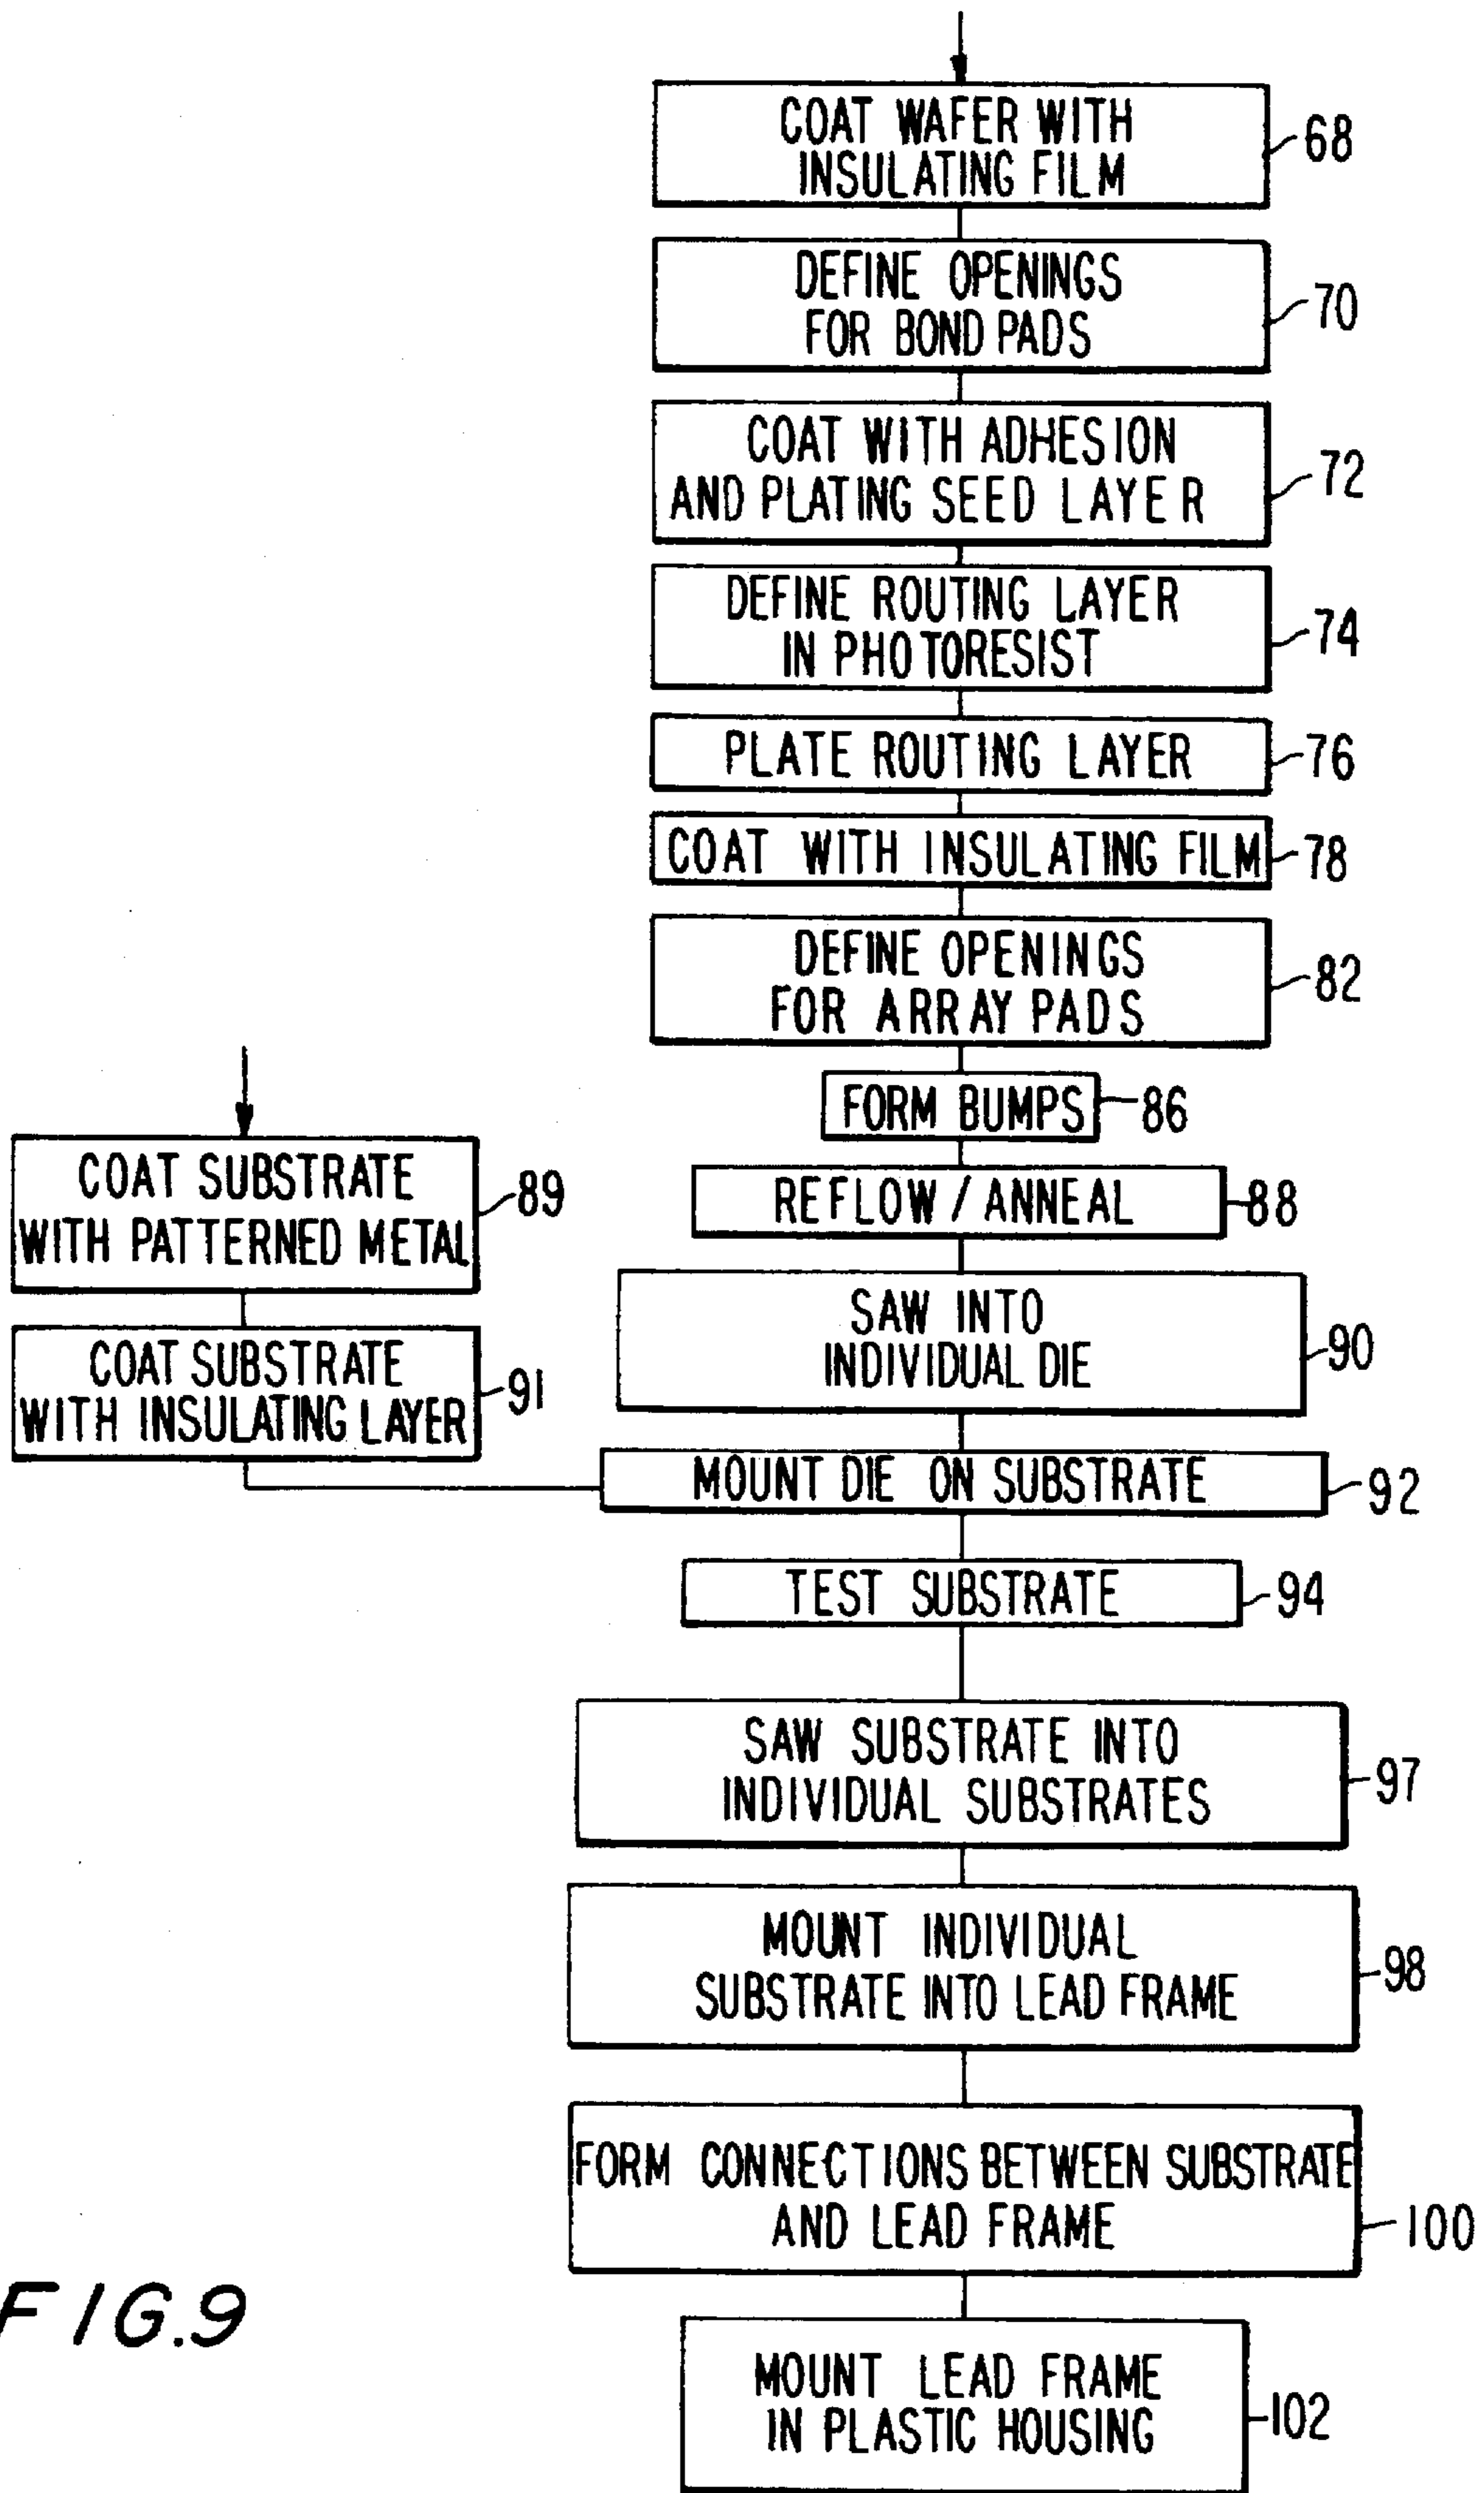 COAT WAFER WITH
INSULATING FILM
68
DEFINE OPENINGS
FOR BOND PADS
70
COAT WITH ADHESION
AND PLATING SEED LAYER
72
DEFINE ROUTING LAYER
IN PHOTORESIST
74
PLATE ROUTING LAYER
76
COAT WITH INSULATING FILM
78
DEFINE OPENINGS
FOR ARRAY PADS
82
FORM BUMPS
86
REFLOW / ANNEAL
88
COAT SUBSTRATE
WITH PATTERNED METAL
89
COAT SUBSTRATE
WITH INSULATING LAYER
91
SAW INTO
INDIVIDUAL DIE
90
MOUNT DIE ON SUBSTRATE
92
TEST SUBSTRATE
94
SAW SUBSTRATE INTO
INDIVIDUAL SUBSTRATES
97
MOUNT INDIVIDUAL
SUBSTRATE INTO LEAD FRAME
98
FORM CONNECTIONS BETWEEN SUBSTRATE
AND LEAD FRAME
100
MOUNT LEAD FRAME
IN PLASTIC HOUSING
102
FIG.9